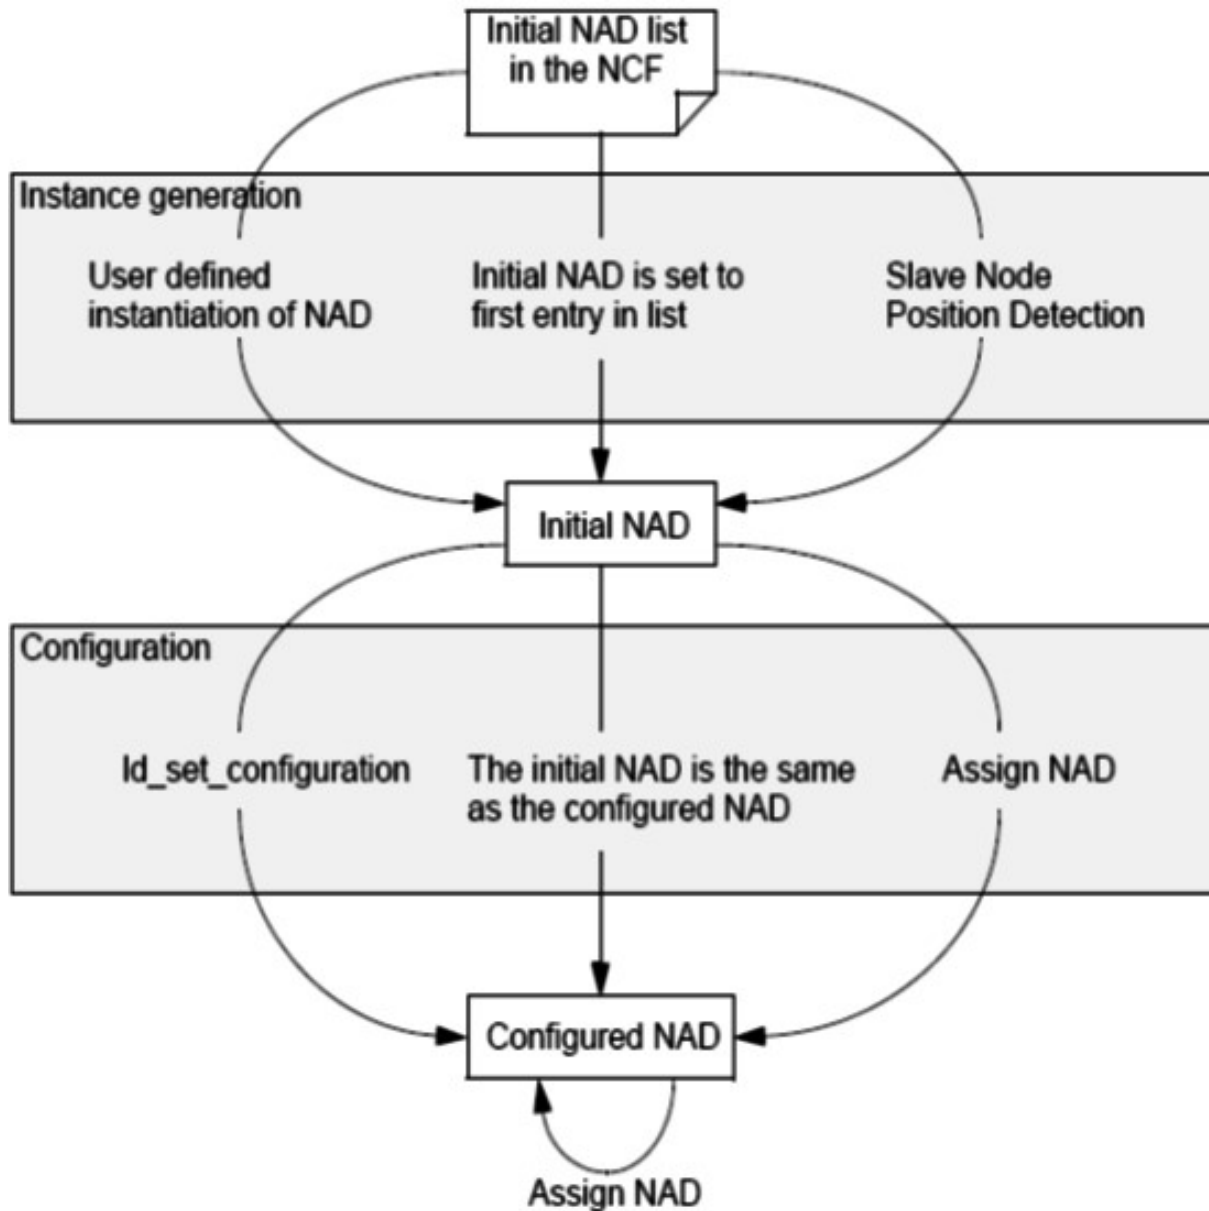 Initial NAD list
in the NCF
Instance generation
User defined
instantiation of NAD
Initial NAD is set to
first entry in list
Slave Node
Position Detection
Initial NAD
Configuration
ld_set_configuration
The initial NAD is the same
as the configured NAD
Assign NAD
Configured NAD
Assign NAD